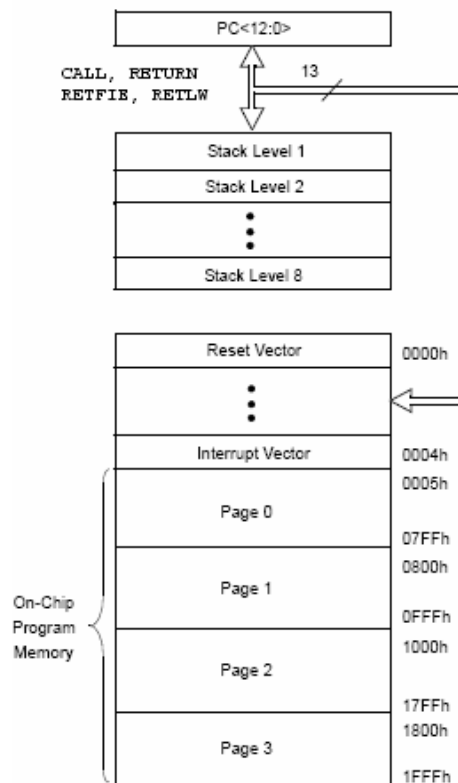 PC<12:0>
CALL, RETURN
RETFIE, RETLW
13
Stack Level 1
Stack Level 2
Stack Level 8
Reset Vector
0000h
Interrupt Vector
0004h
0005h
Page 0
07FFh
0800h
Page 1
0FFFh
On-Chip
Program
Memory
1000h
Page 2
17FFh
1800h
Page 3
1FFFh